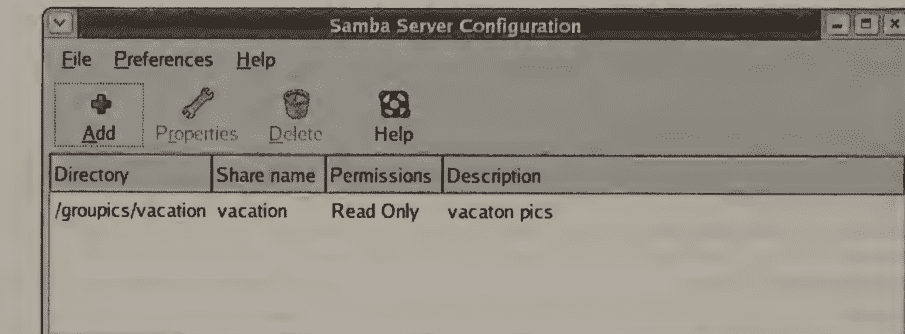 Samba Server Configuration
File Preferences Help
Add Properties Delete Help
Directory Share name Permissions Description
/groupics/vacation vacation Read Only vacaton pics